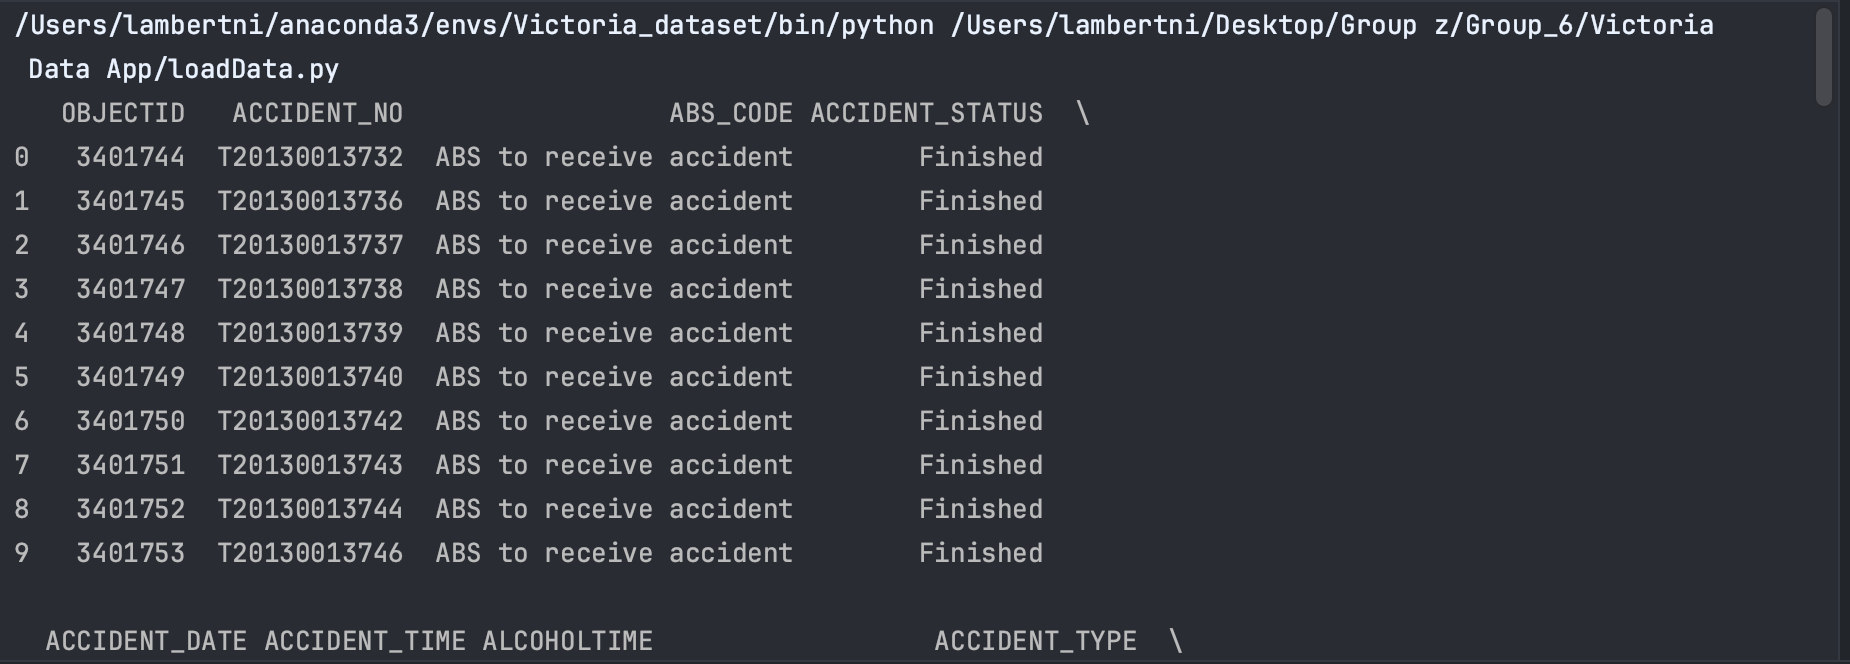 /Users/lambertni/anaconda3/envs/Victoria_dataset/bin/python /Users/lambertni/Desktop/Group z/Group_6/Victoria
Data App/loadData.py
OBJECTID ACCIDENT_NO ABS_CODE ACCIDENT_STATUS \
0 3401744 T20130013732 ABS to receive accident Finished
1 3401745 T20130013736 ABS to receive accident Finished
2 3401746 T20130013737 ABS to receive accident Finished
3 3401747 T20130013738 ABS to receive accident Finished
4 3401748 T20130013739 ABS to receive accident Finished
5 3401749 T20130013740 ABS to receive accident Finished
6 3401750 T20130013742 ABS to receive accident Finished
7 3401751 T20130013743 ABS to receive accident Finished
8 3401752 T20130013744 ABS to receive accident Finished
9 3401753 T20130013746 ABS to receive accident Finished
ACCIDENT_DATE ACCIDENT_TIME ALCOHOLTIME ACCIDENT_TYPE \